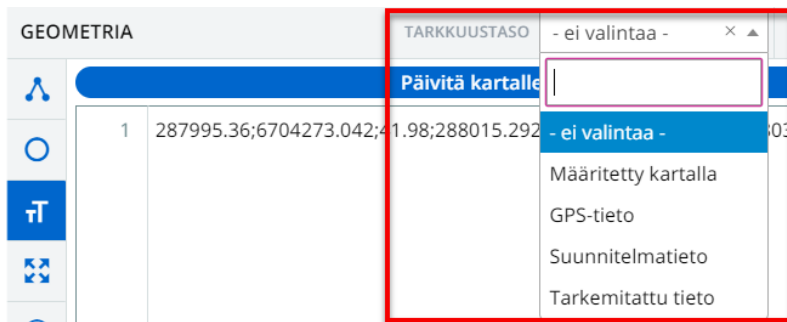 GEOMETRIA TARKKUUSTASO - ei valintaa - × ▲
Päivitä kartalle
1 287995.36;6704273.042;41.98;288015.292
- ei valintaa -
Määritetty kartalla
GPS-tieto
Suunnitelmatieto
Tarkemitattu tieto